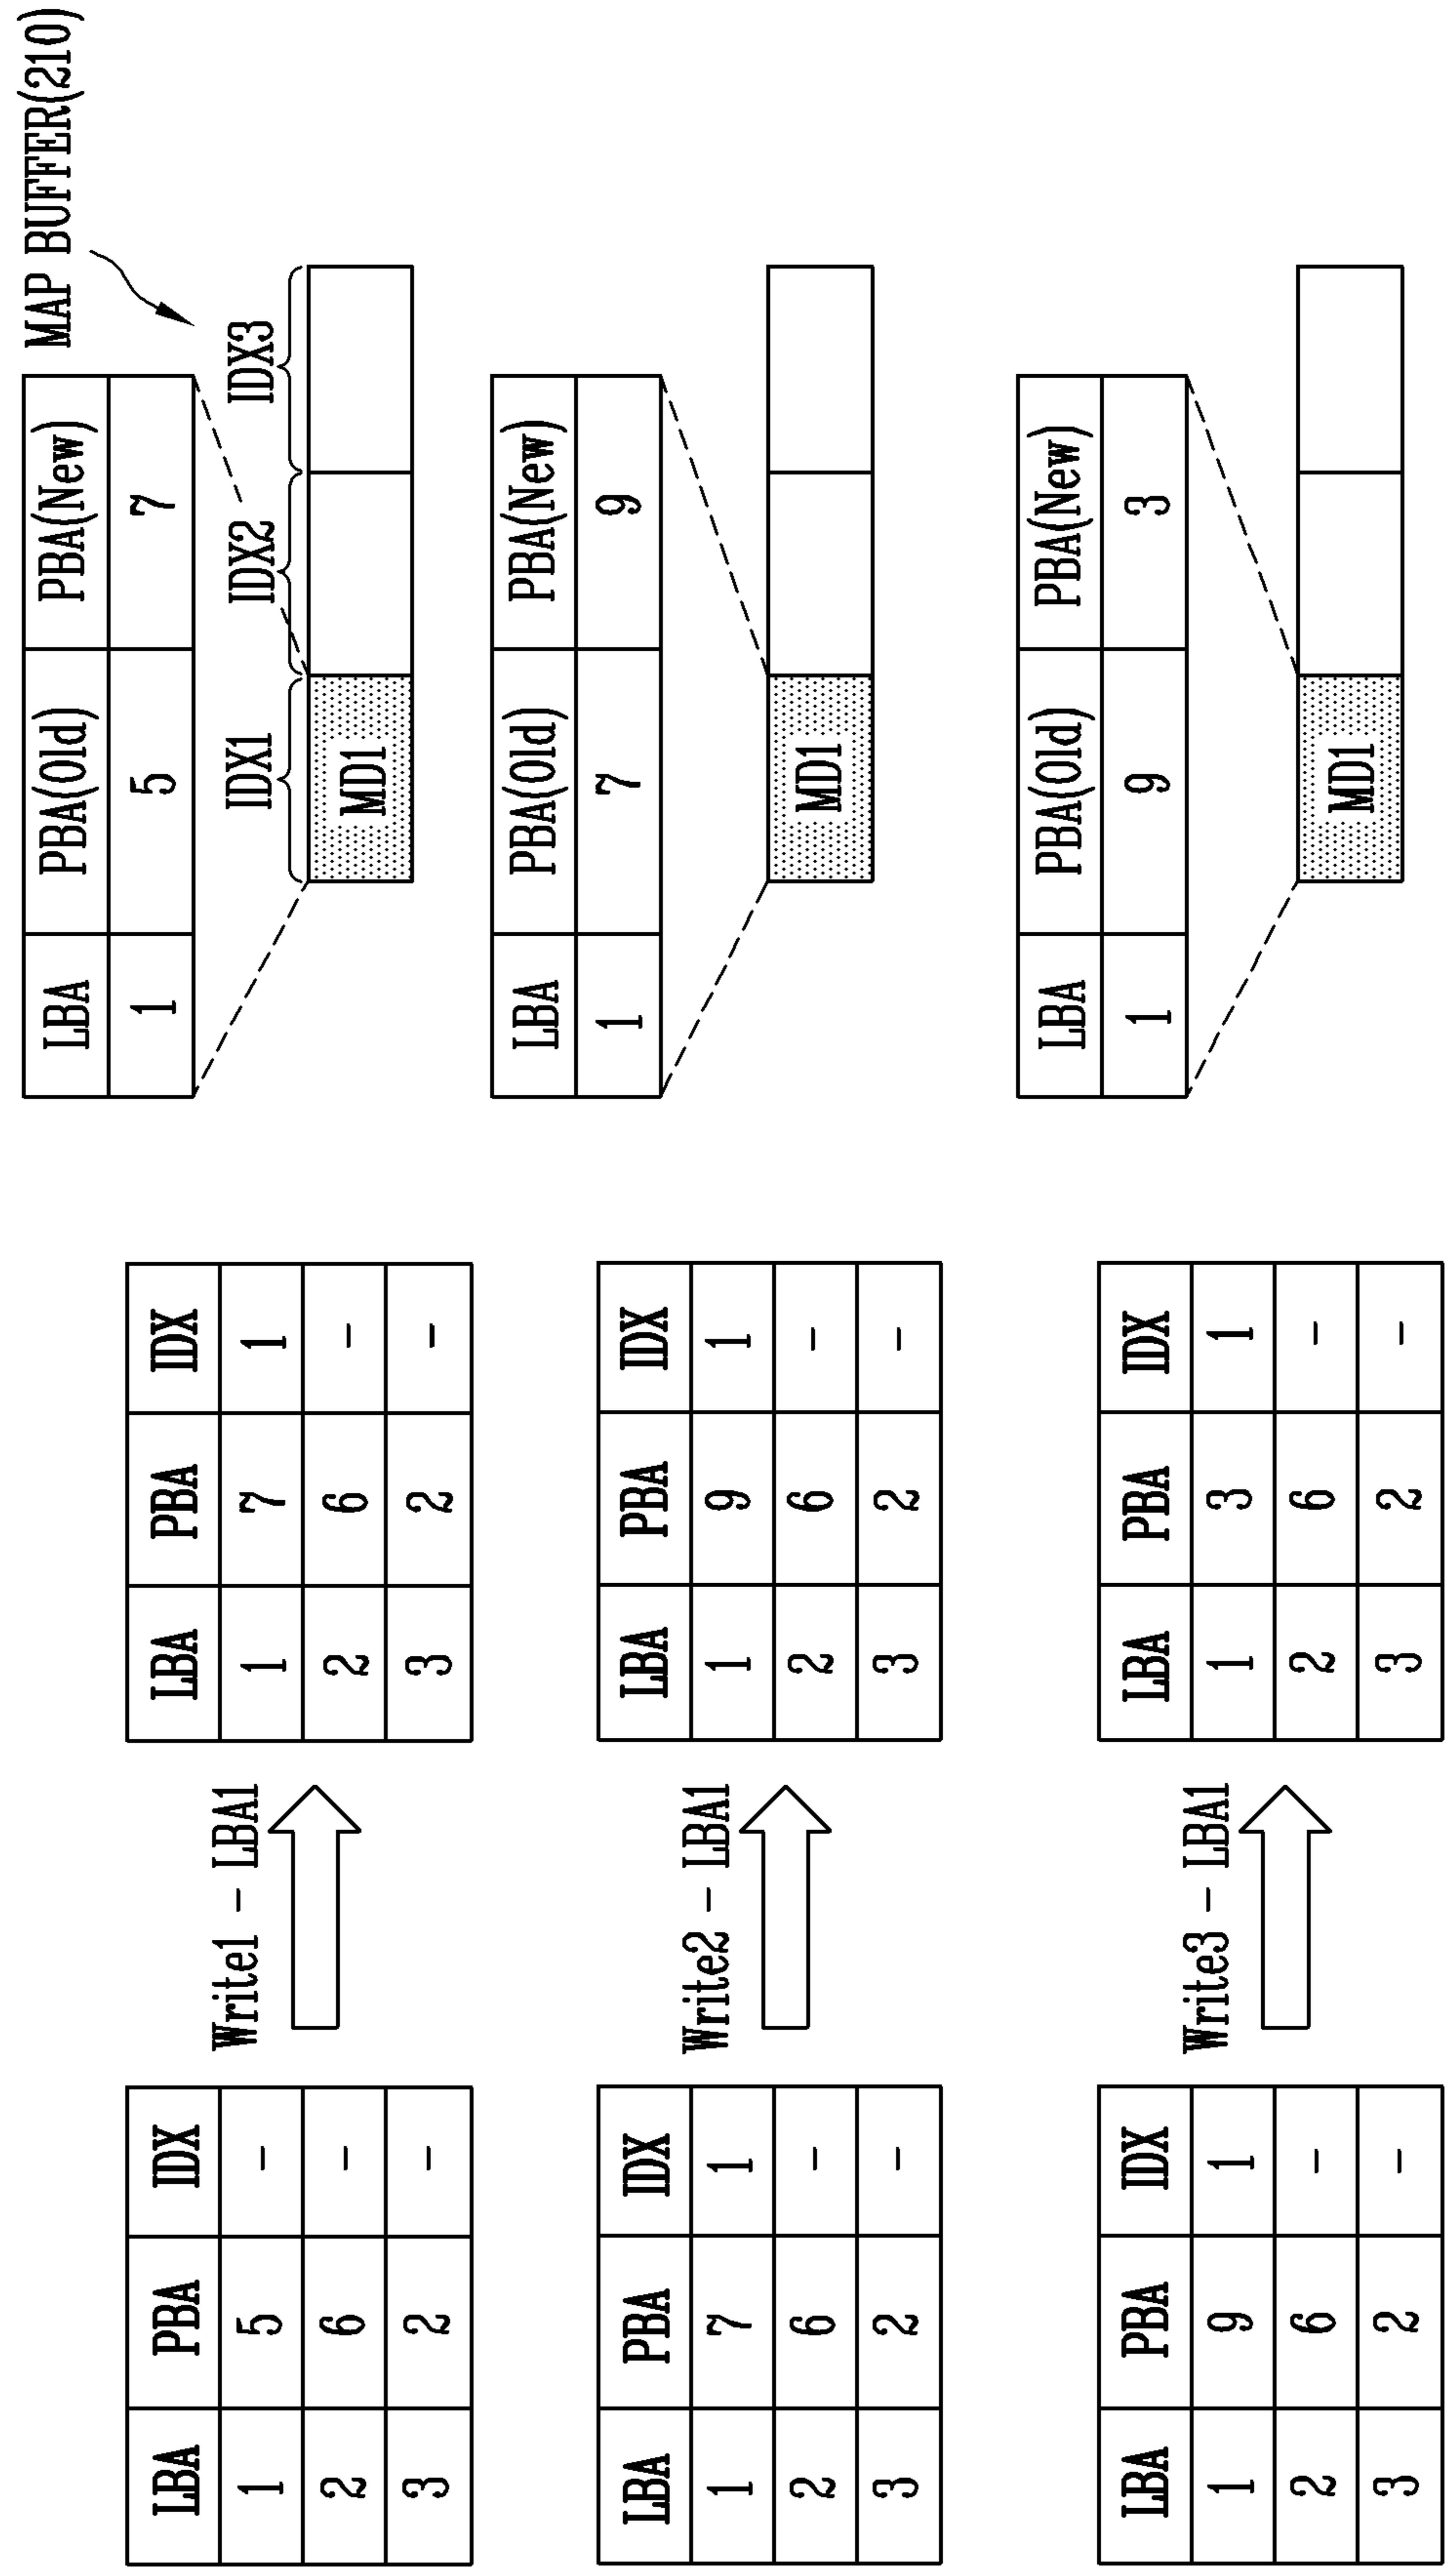 MAP BUFFER(210)
LBA PBA IDX
1 5 -
2 6 -
3 2 -
Write1 - LBA1
LBA PBA IDX
1 7 1
2 6 -
3 2 -
LBA PBA(Old) PBA(New)
1 5 7
IDX1 IDX2 IDX3
MD1
LBA PBA IDX
1 7 1
2 6 -
3 2 -
Write2 - LBA1
LBA PBA IDX
1 9 1
2 6 -
3 2 -
LBA PBA(Old) PBA(New)
1 7 9
MD1
LBA PBA IDX
1 9 1
2 6 -
3 2 -
Write3 - LBA1
LBA PBA IDX
1 3 1
2 6 -
3 2 -
LBA PBA(Old) PBA(New)
1 9 3
MD1